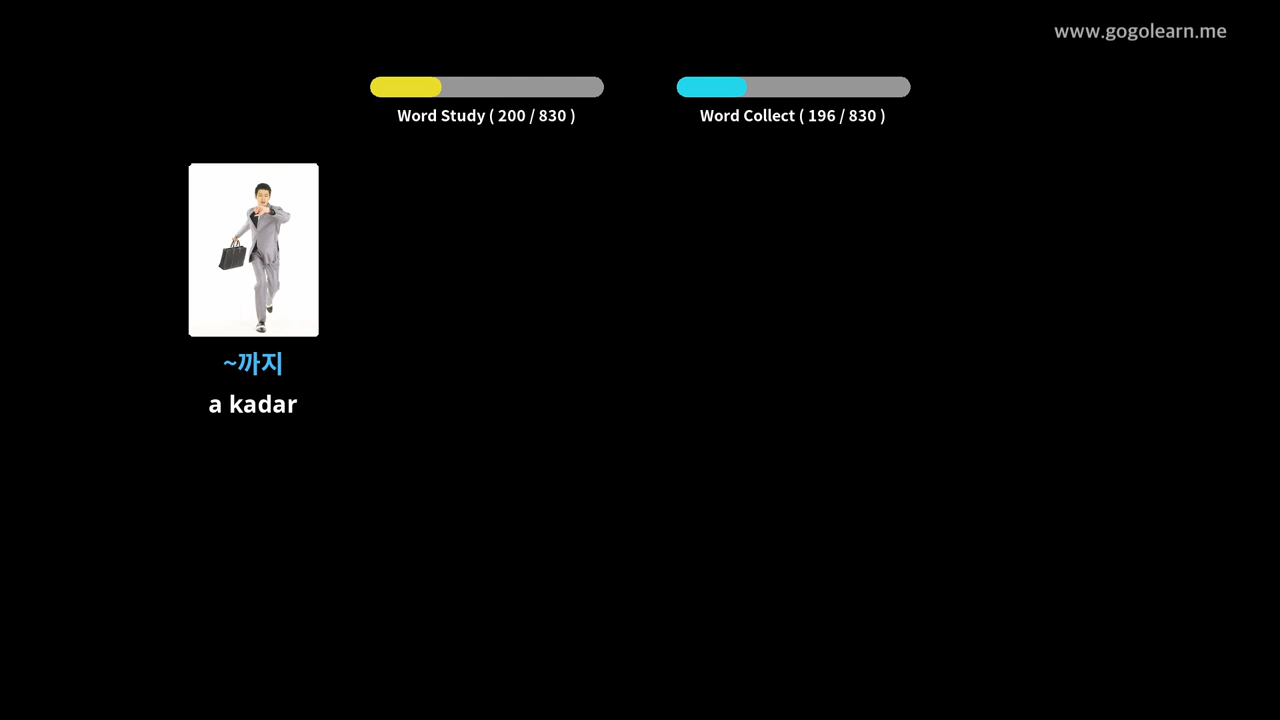 www.gogolearn.me
Word Study ( 200 / 830 )
Word Collect ( 196 / 830 )
~까지
a kadar